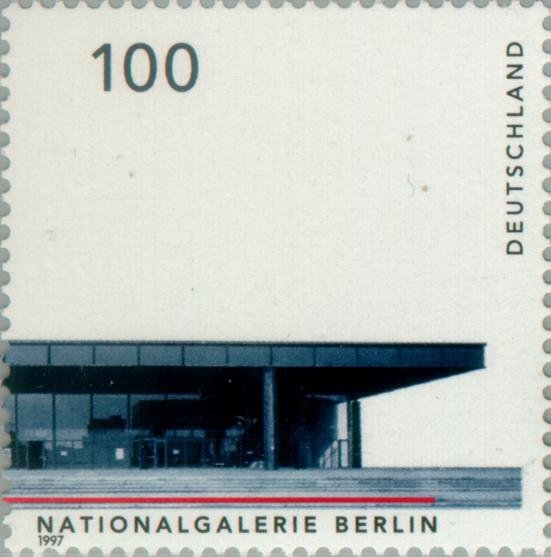 100
DEUTSCHLAND
NATIONALGALERIE BERLIN
1997